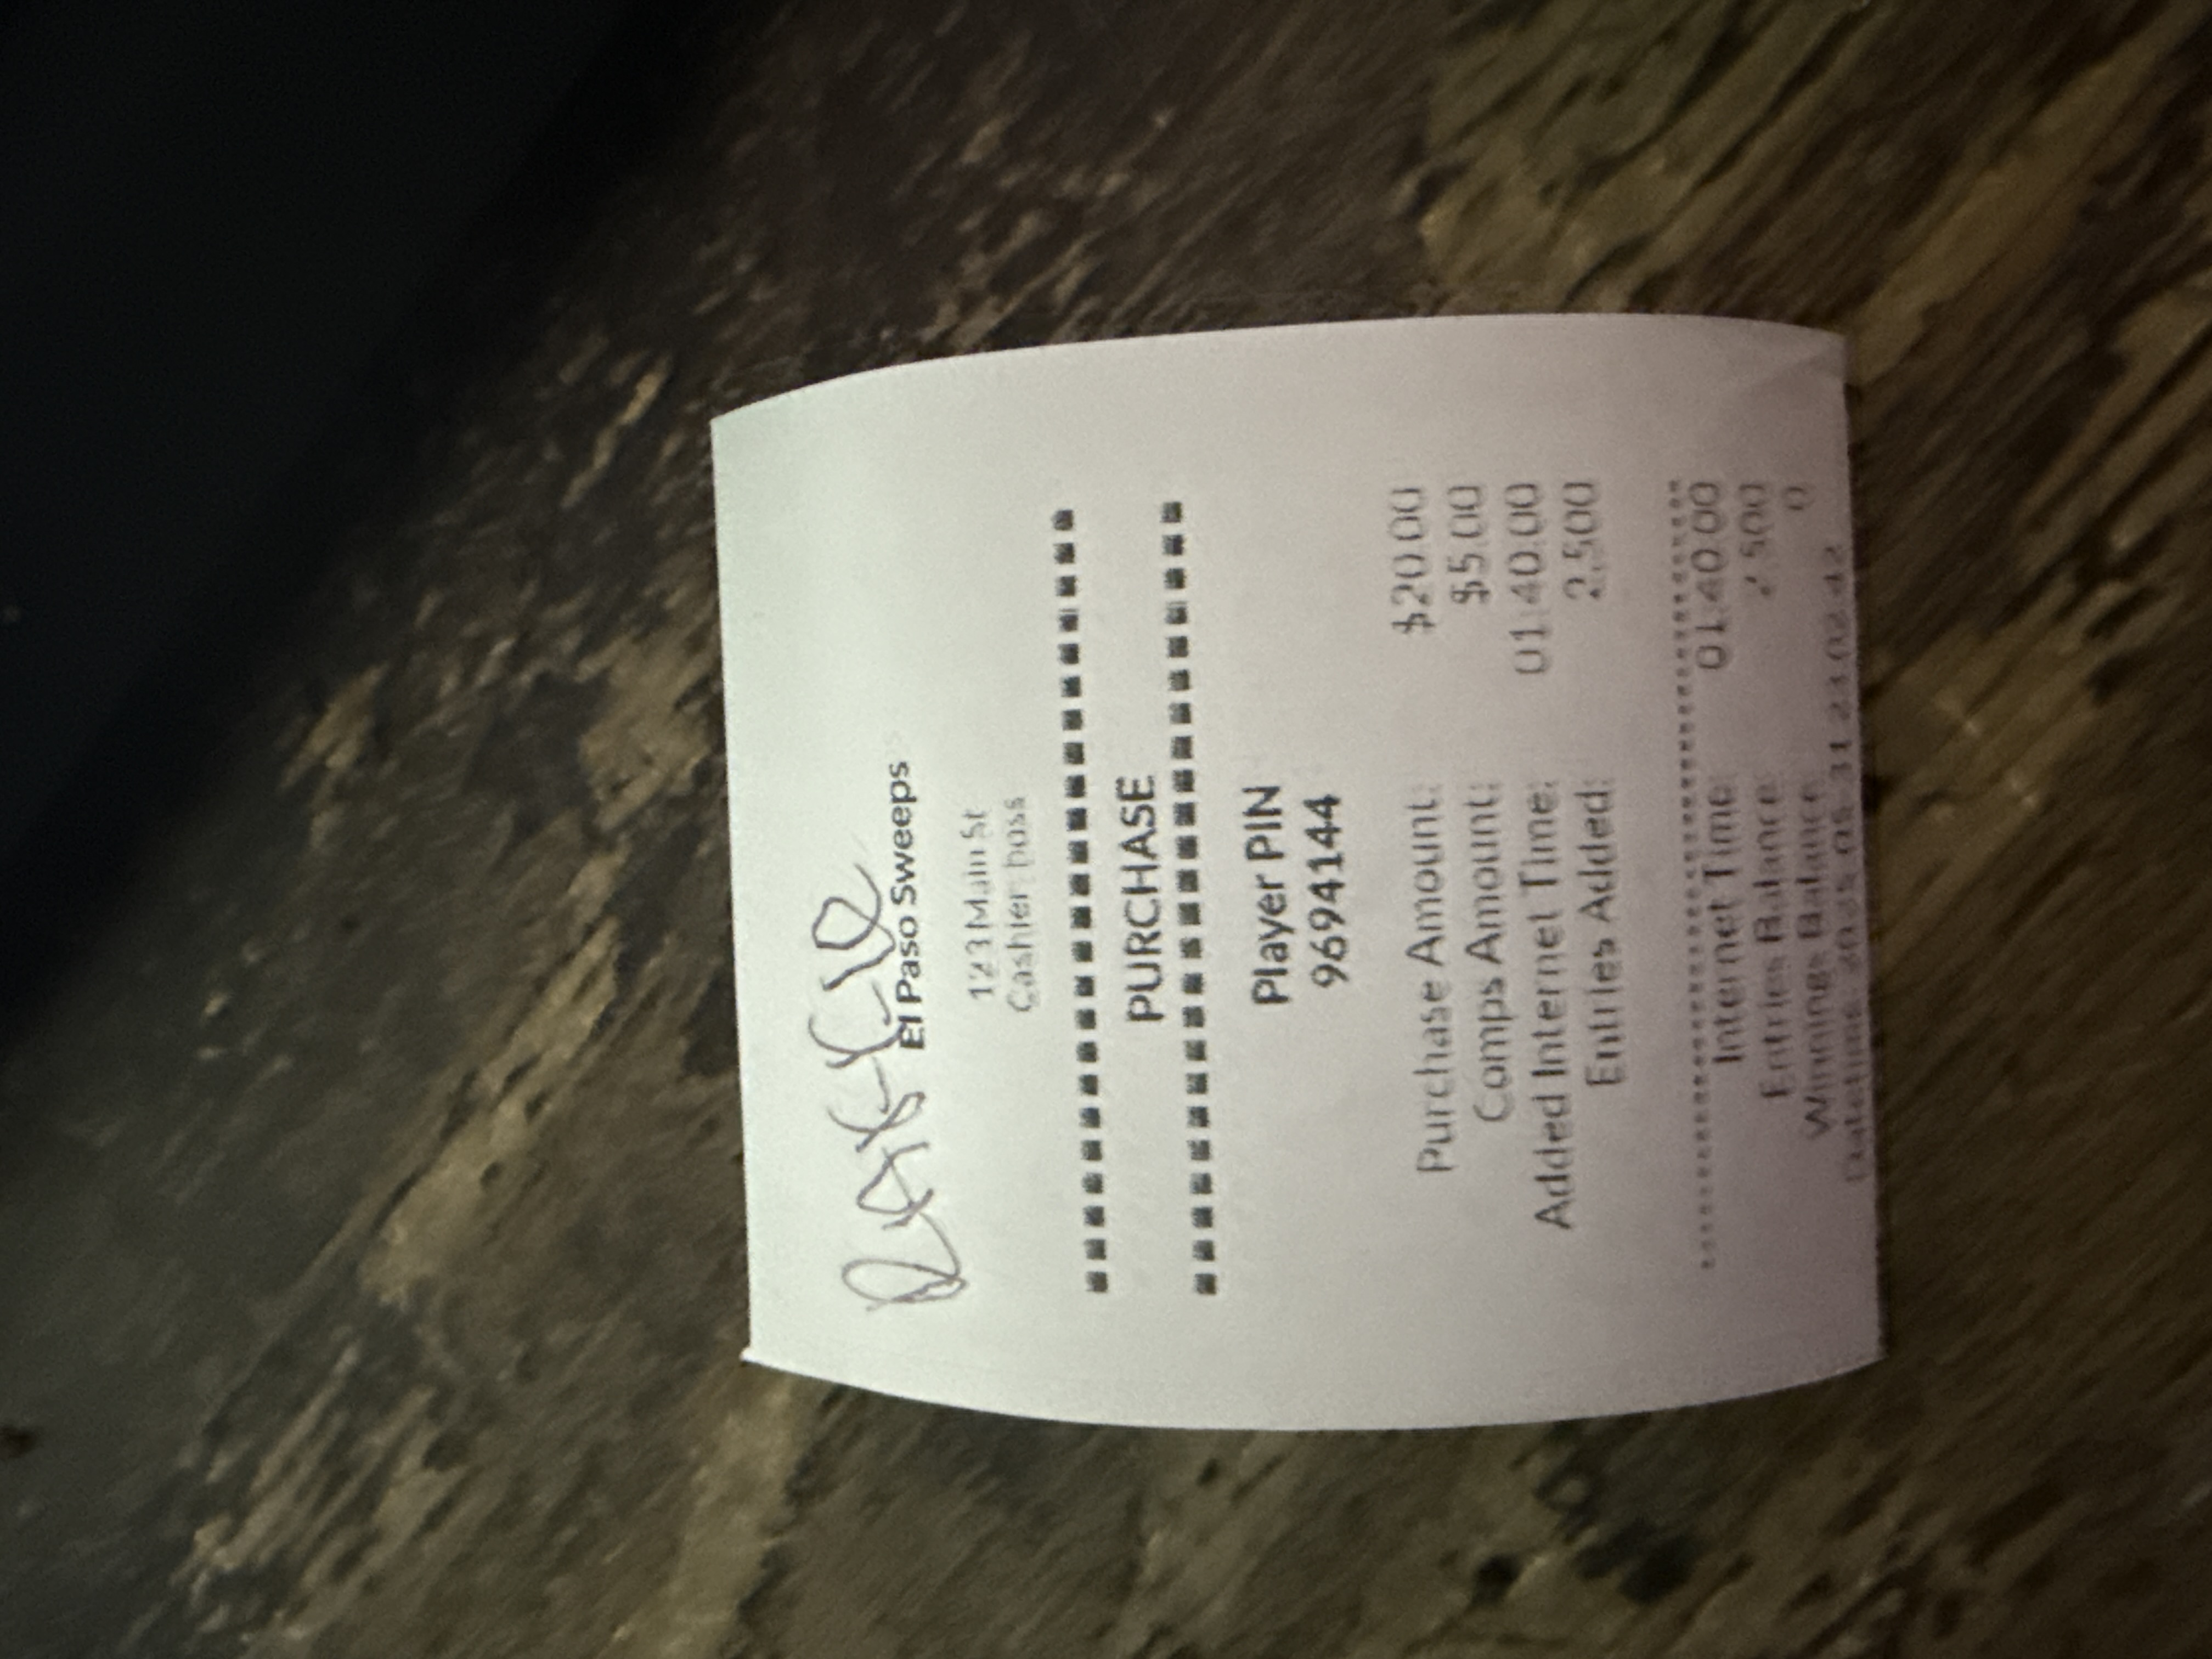 El Paso Sweeps
123 Main St
Cashier: boss
PURCHASE
Player PIN
9694144
Purchase Amount: $20.00
Comps Amount: $5.00
Added Internet Time: 01:40:00
Entries Added: 2,500
Internet Time: 01:40:00
Entries Balance: 2,500
Winnings Balance: 0